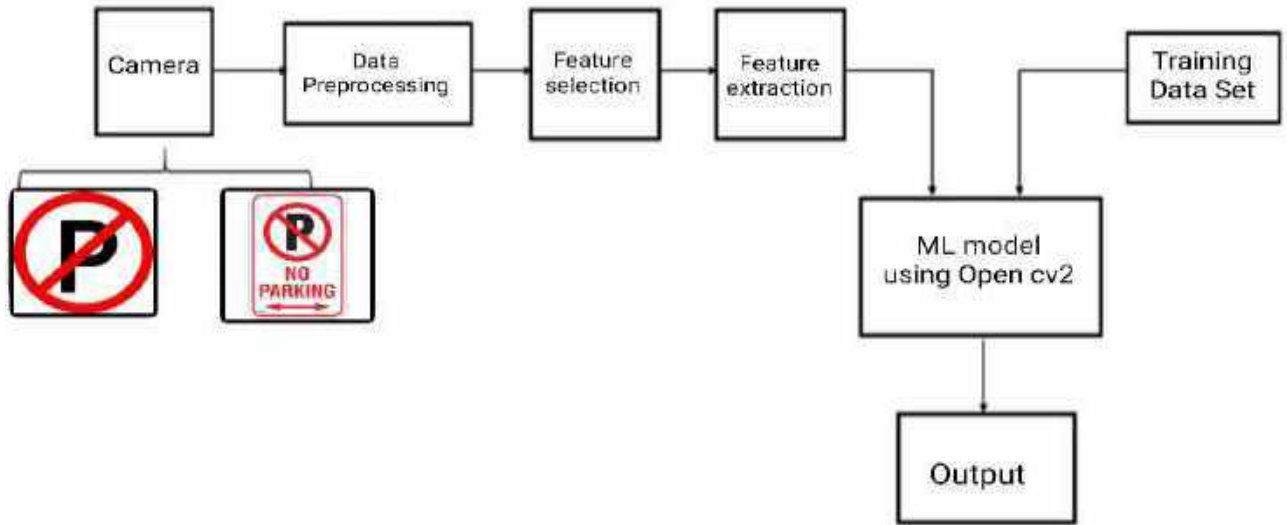 Camera
Data
Preprocessing
Feature
selection
Feature
extraction
Training
Data Set
P
P
NO
PARKING
ML model
using Open cv2
Output